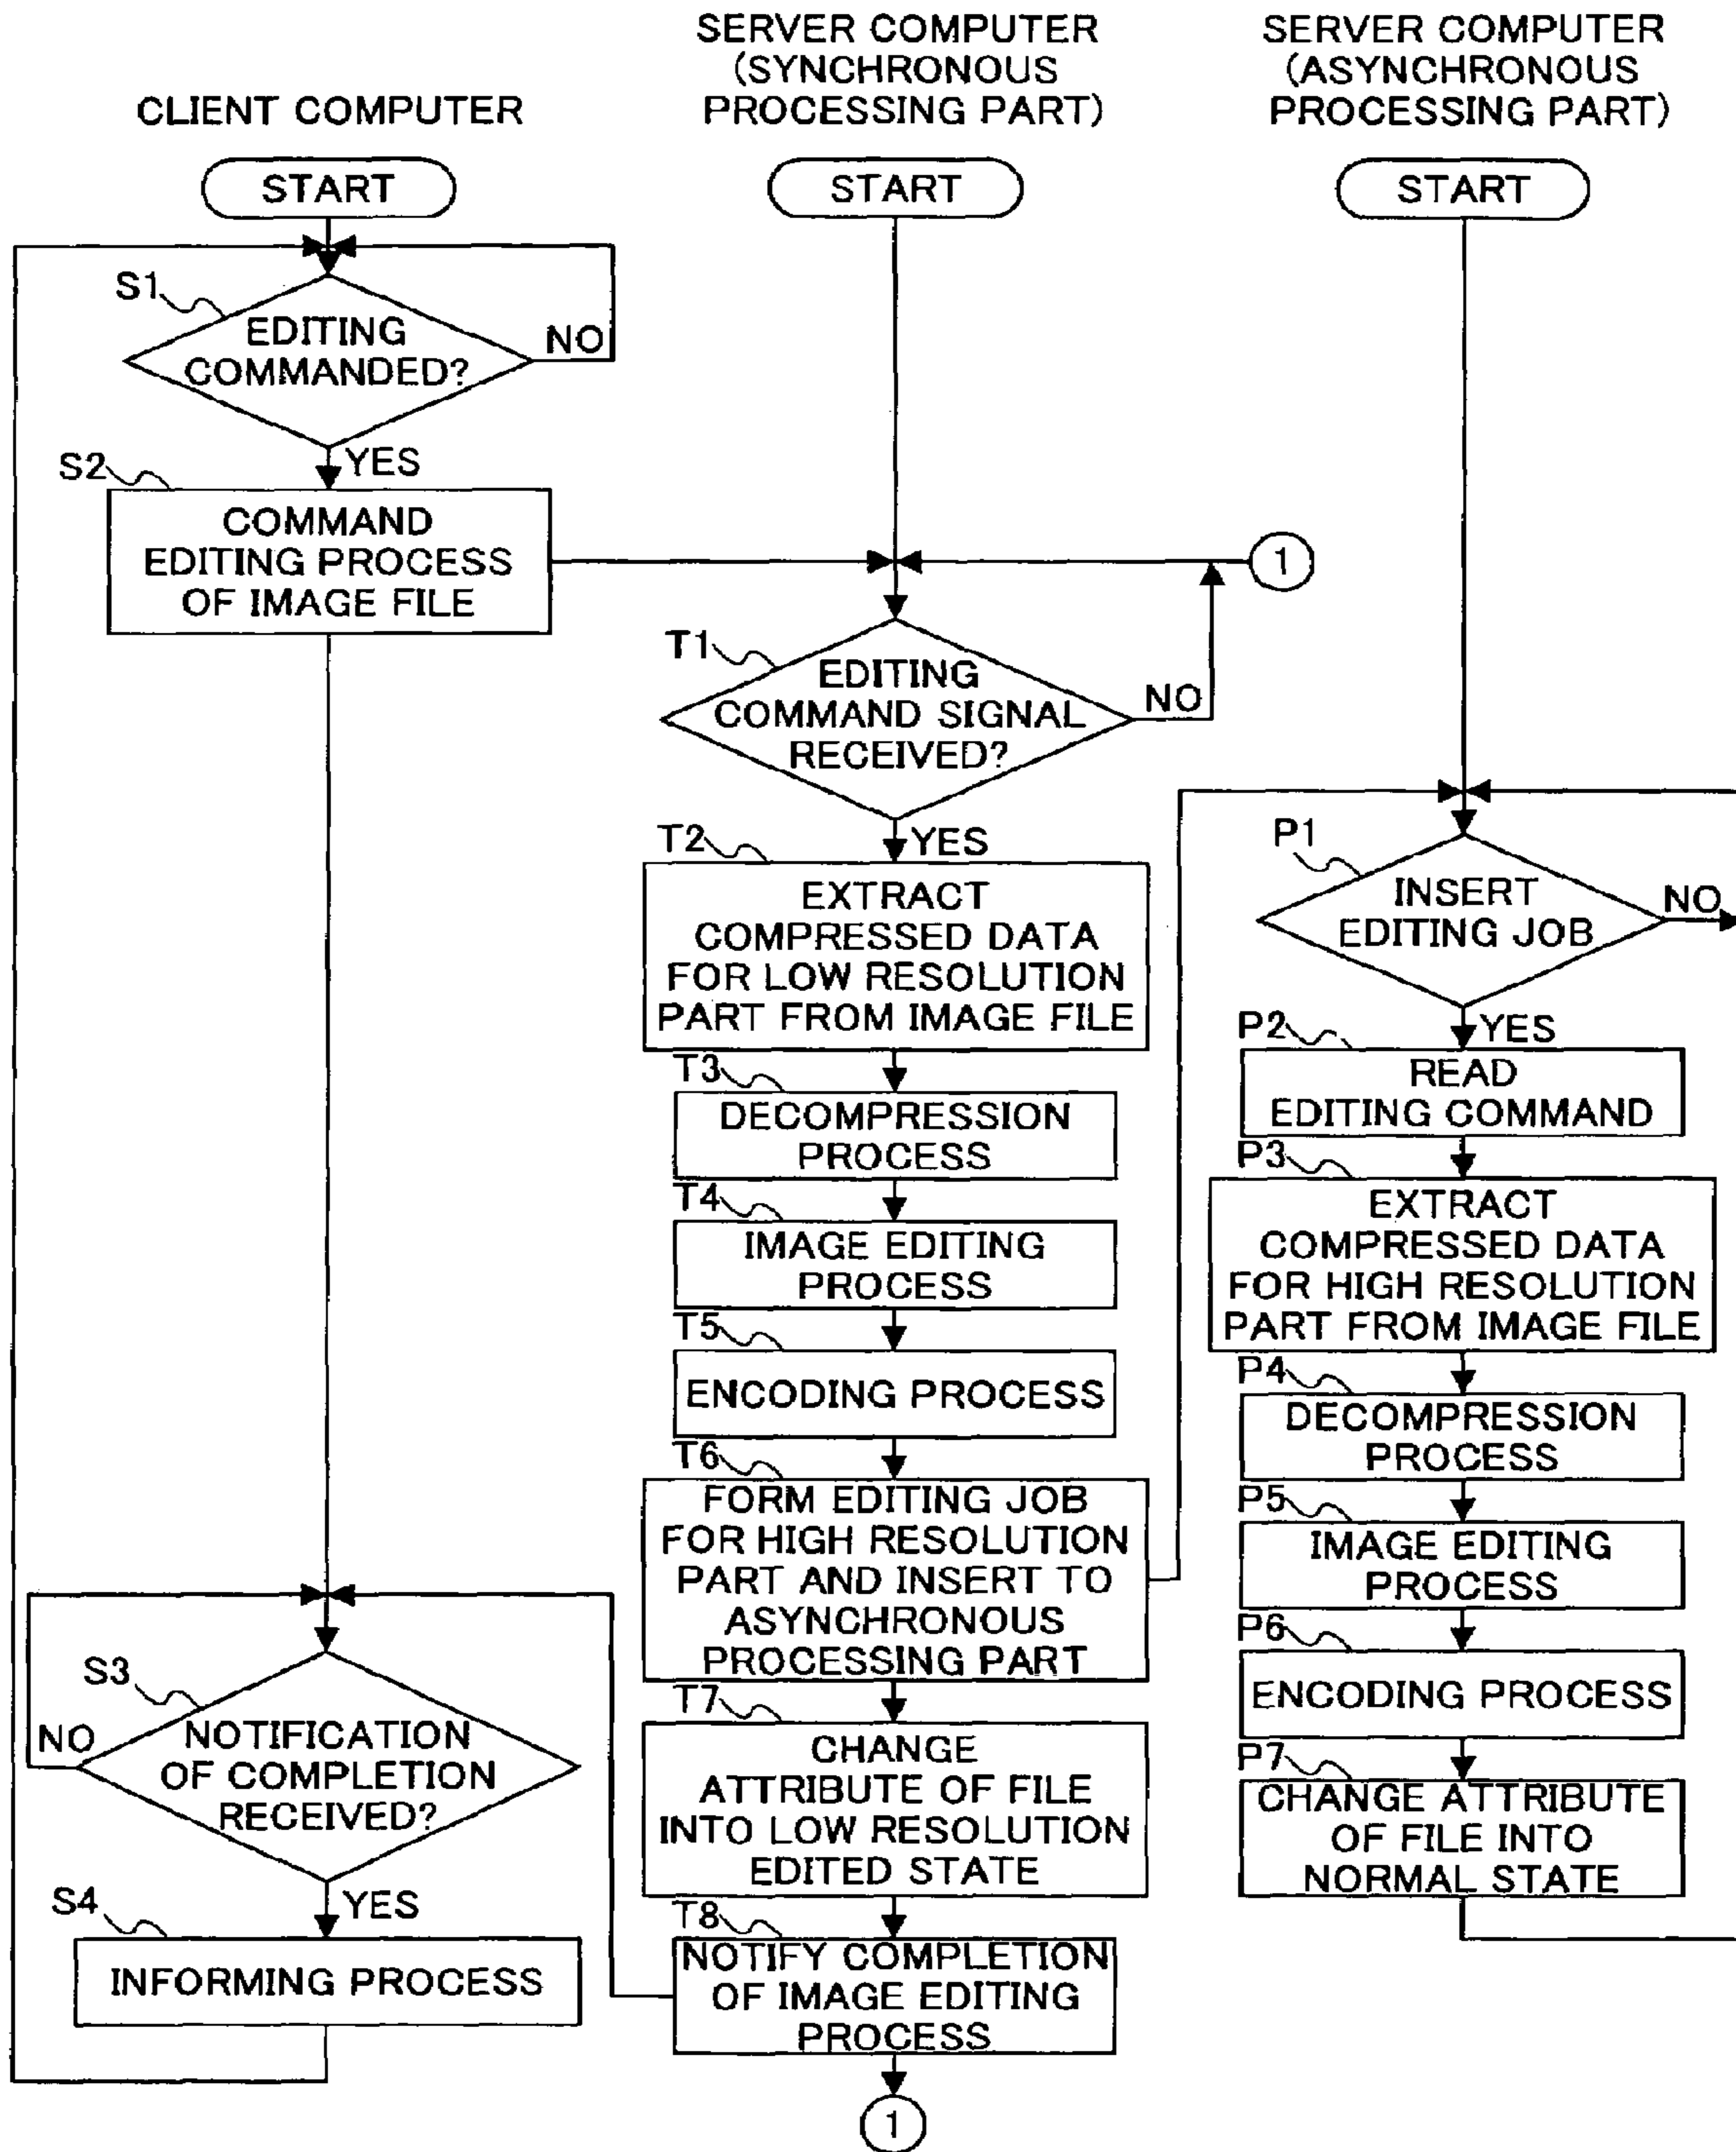 CLIENT COMPUTER
START
S1
EDITING
COMMANDED?
NO
YES
S2
COMMAND
EDITING PROCESS
OF IMAGE FILE
S3
NOTIFICATION
OF COMPLETION
RECEIVED?
NO
YES
S4
INFORMING PROCESS
SERVER COMPUTER
(SYNCHRONOUS
PROCESSING PART)
START
1
T1
EDITING
COMMAND SIGNAL
RECEIVED?
NO
YES
T2
EXTRACT
COMPRESSED DATA
FOR LOW RESOLUTION
PART FROM IMAGE FILE
T3
DECOMPRESSION
PROCESS
T4
IMAGE EDITING
PROCESS
T5
ENCODING PROCESS
T6
FORM EDITING JOB
FOR HIGH RESOLUTION
PART AND INSERT TO
ASYNCHRONOUS
PROCESSING PART
T7
CHANGE
ATTRIBUTE OF FILE
INTO LOW RESOLUTION
EDITED STATE
T8
NOTIFY COMPLETION
OF IMAGE EDITING
PROCESS
1
SERVER COMPUTER
(ASYNCHRONOUS
PROCESSING PART)
START
P1
INSERT
EDITING JOB
NO
YES
P2
READ
EDITING COMMAND
P3
EXTRACT
COMPRESSED DATA
FOR HIGH RESOLUTION
PART FROM IMAGE FILE
P4
DECOMPRESSION
PROCESS
P5
IMAGE EDITING
PROCESS
P6
ENCODING PROCESS
P7
CHANGE ATTRIBUTE
OF FILE INTO
NORMAL STATE